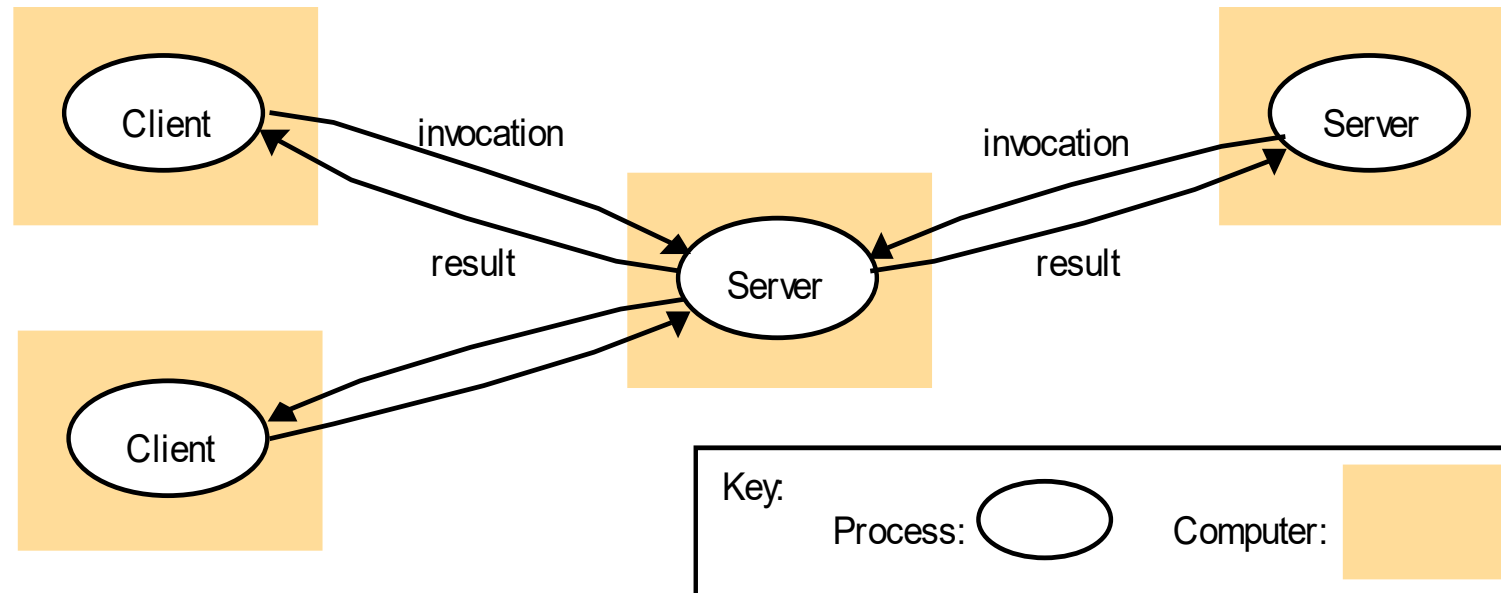 Client
invocation
invocation
Server
result
Server
result
Client
Key:
Process:
Computer: